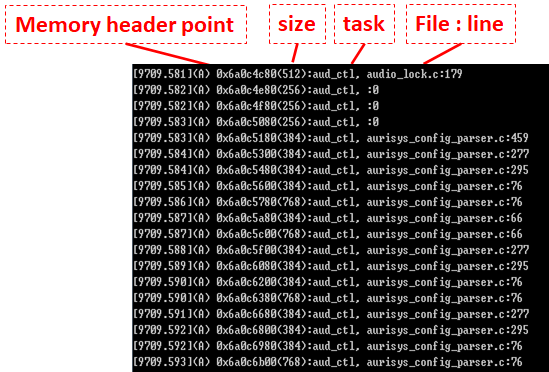 Memory header point size task File : line
[9709.581](A) 0x6a0c4c80(512):aud_ctl, audio_lock.c:179
[9709.582](A) 0x6a0c4e80(256):aud_ctl, :0
[9709.582](A) 0x6a0c4f80(256):aud_ctl, :0
[9709.583](A) 0x6a0c5080(256):aud_ctl, :0
[9709.583](A) 0x6a0c5180(384):aud_ctl, aurisys_config_parser.c:459
[9709.584](A) 0x6a0c5300(384):aud_ctl, aurisys_config_parser.c:277
[9709.584](A) 0x6a0c5480(384):aud_ctl, aurisys_config_parser.c:295
[9709.585](A) 0x6a0c5600(384):aud_ctl, aurisys_config_parser.c:76
[9709.586](A) 0x6a0c5780(768):aud_ctl, aurisys_config_parser.c:76
[9709.587](A) 0x6a0c5a80(384):aud_ctl, aurisys_config_parser.c:66
[9709.587](A) 0x6a0c5c00(768):aud_ctl, aurisys_config_parser.c:66
[9709.588](A) 0x6a0c5f00(384):aud_ctl, aurisys_config_parser.c:277
[9709.589](A) 0x6a0c6080(384):aud_ctl, aurisys_config_parser.c:295
[9709.590](A) 0x6a0c6200(384):aud_ctl, aurisys_config_parser.c:76
[9709.590](A) 0x6a0c6380(768):aud_ctl, aurisys_config_parser.c:76
[9709.591](A) 0x6a0c6680(384):aud_ctl, aurisys_config_parser.c:277
[9709.592](A) 0x6a0c6800(384):aud_ctl, aurisys_config_parser.c:295
[9709.592](A) 0x6a0c6980(384):aud_ctl, aurisys_config_parser.c:76
[9709.593](A) 0x6a0c6b00(768):aud_ctl, aurisys_config_parser.c:76